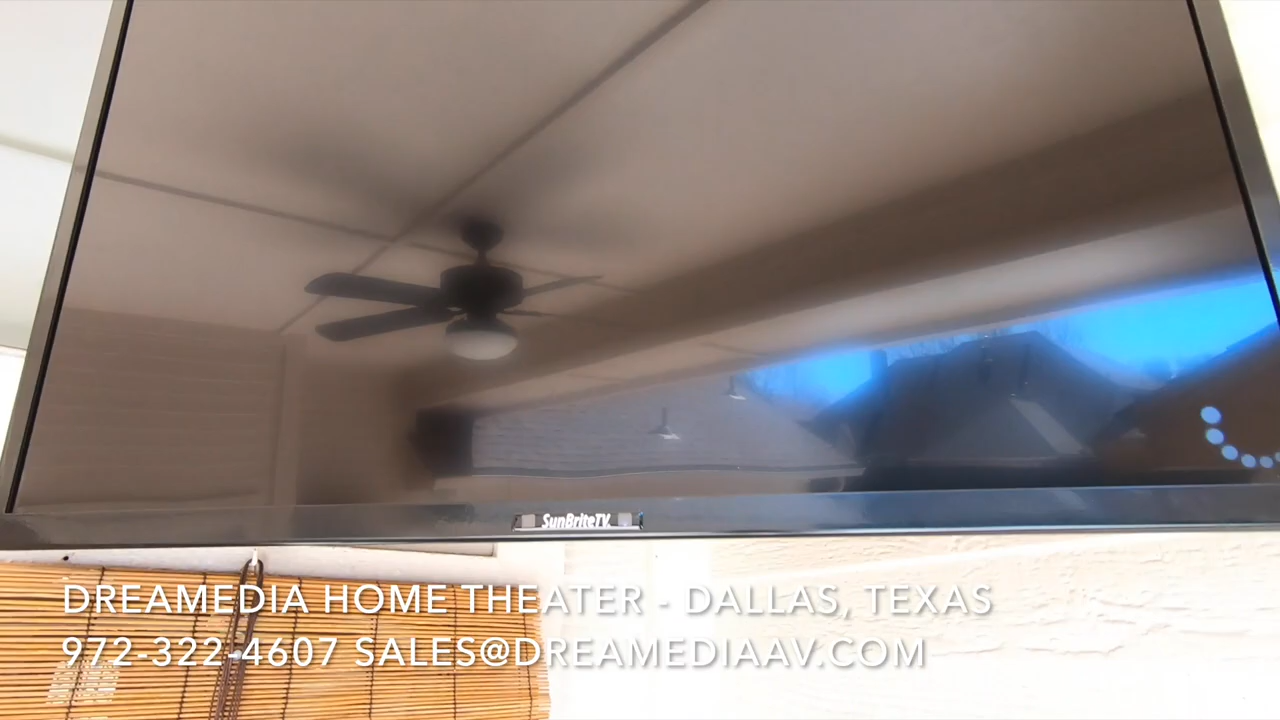 SunBriteTV
DREAMEDIA HOME THEATER - DALLAS, TEXAS
972-322-4607 SALES@DREAMEDIAAV.COM